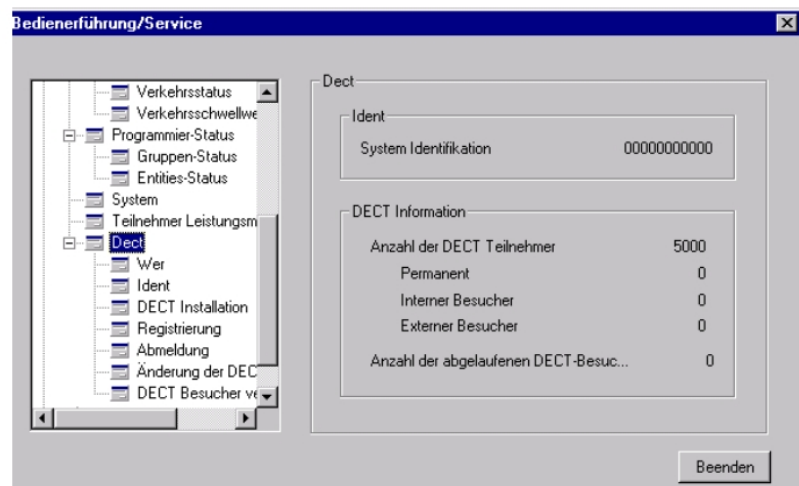 Bedienerführung/Service
Verkehrsstatus
Verkehrsschwellwe
Programmier-Status
Gruppen-Status
Entities-Status
System
Teilnehmer Leistungsm
Dect
Wer
Ident
DECT Installation
Registrierung
Abmeldung
Änderung der DEC
DECT Besucher ve
Dect
Ident
System Identifikation 00000000000
DECT Information
Anzahl der DECT Teilnehmer 5000
Permanent 0
Interner Besucher 0
Externer Besucher 0
Anzahl der abgelaufenen DECT-Besuc... 0
Beenden